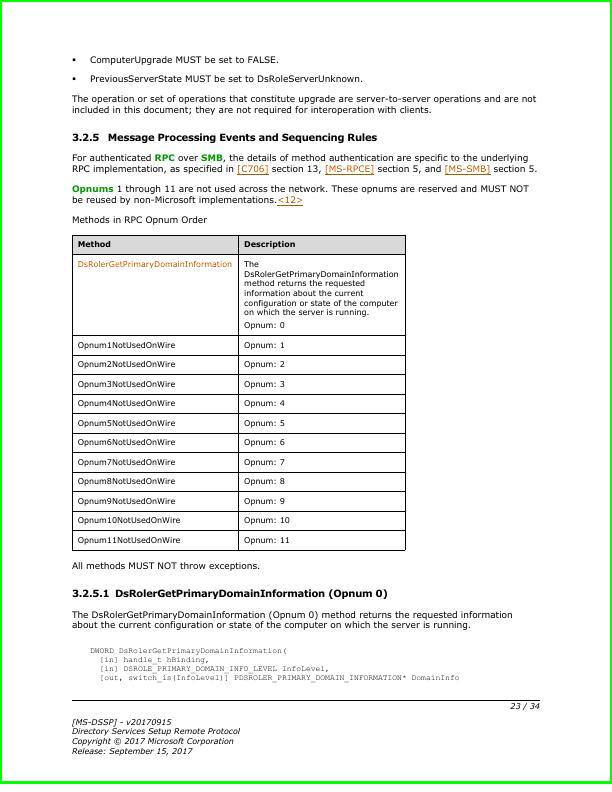 ▪ ComputerUpgrade MUST be set to FALSE.
▪ PreviousServerState MUST be set to DsRoleServerUnknown.
The operation or set of operations that constitute upgrade are server-to-server operations and are not
included in this document; they are not required for interoperation with clients.
3.2.5 Message Processing Events and Sequencing Rules
For authenticated RPC over SMB, the details of method authentication are specific to the underlying
RPC implementation, as specified in [C706] section 13, [MS-RPCE] section 5, and [MS-SMB] section 5.
Opnums 1 through 11 are not used across the network. These opnums are reserved and MUST NOT
be reused by non-Microsoft implementations.<12>
Methods in RPC Opnum Order
Method Description
DsRolerGetPrimaryDomainInformation The
DsRolerGetPrimaryDomainInformation
method returns the requested
information about the current
configuration or state of the computer
on which the server is running.
Opnum: 0
Opnum1NotUsedOnWire Opnum: 1
Opnum2NotUsedOnWire Opnum: 2
Opnum3NotUsedOnWire Opnum: 3
Opnum4NotUsedOnWire Opnum: 4
Opnum5NotUsedOnWire Opnum: 5
Opnum6NotUsedOnWire Opnum: 6
Opnum7NotUsedOnWire Opnum: 7
Opnum8NotUsedOnWire Opnum: 8
Opnum9NotUsedOnWire Opnum: 9
Opnum10NotUsedOnWire Opnum: 10
Opnum11NotUsedOnWire Opnum: 11
All methods MUST NOT throw exceptions.
3.2.5.1 DsRolerGetPrimaryDomainInformation (Opnum 0)
The DsRolerGetPrimaryDomainInformation (Opnum 0) method returns the requested information
about the current configuration or state of the computer on which the server is running.
DWORD DsRolerGetPrimaryDomainInformation(
[in] handle_t hBinding,
[in] DSROLE_PRIMARY_DOMAIN_INFO_LEVEL InfoLevel,
[out, switch_is(InfoLevel)] PDSROLER_PRIMARY_DOMAIN_INFORMATION* DomainInfo
23 / 34
[MS-DSSP] - v20170915
Directory Services Setup Remote Protocol
Copyright © 2017 Microsoft Corporation
Release: September 15, 2017